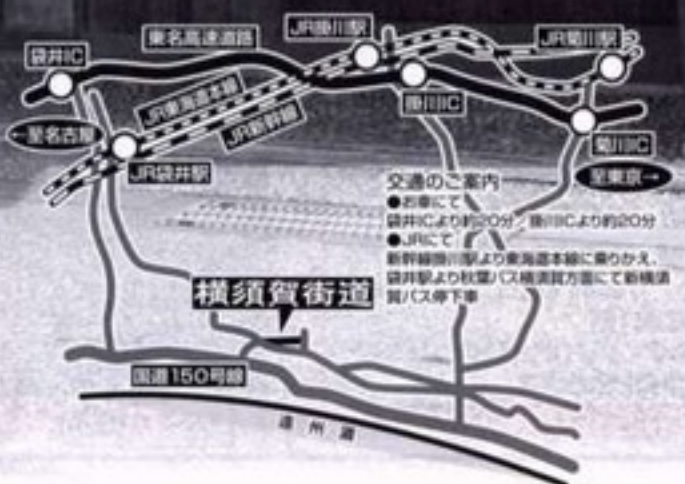 JR掛川駅
東名高速道路
JR菊川駅
袋井IC
JR東海道本線
掛川IC
JR新幹線
←至名古屋
菊川IC
JR袋井駅
至東京→
交通のご案内
●お車にて
袋井ICより約20分/掛川ICより約20分
●JRにて
新幹線掛川駅より東海道本線に乗りかえ、
袋井駅より秋葉バス横須賀方面にて新横須
賀バス停下車
横須賀街道
国道150号線
遠州灘